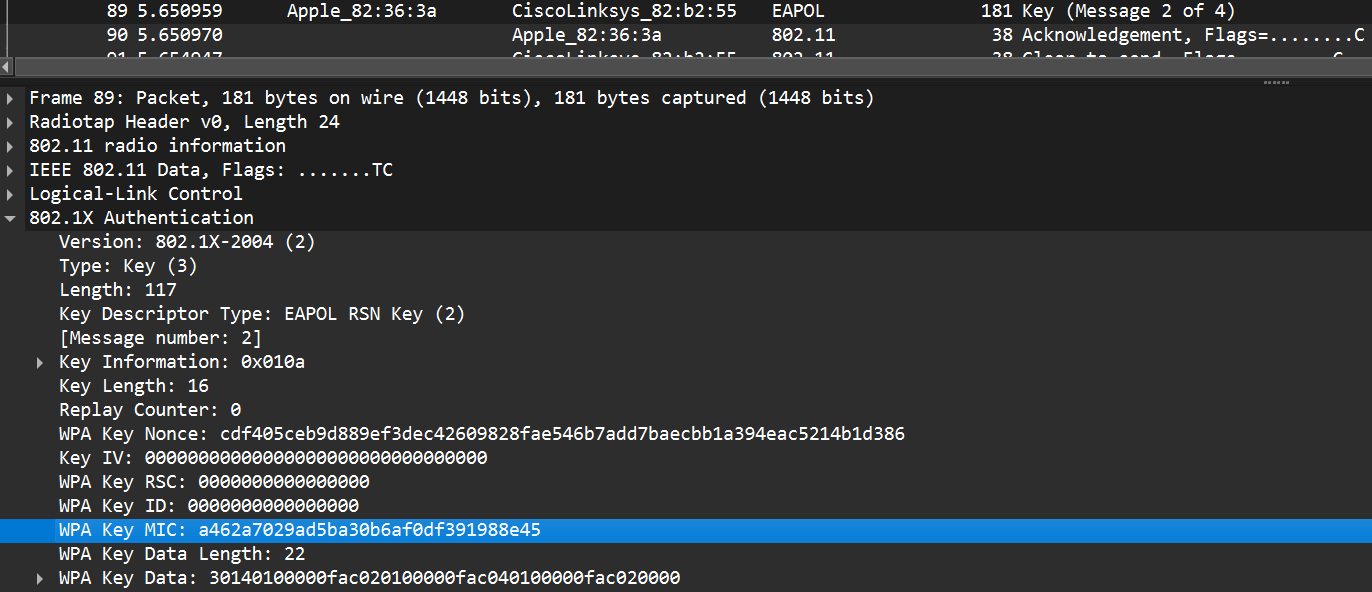 89 5.650959 Apple_82:36:3a CiscoLinksys_82:b2:55 EAPOL 181 Key (Message 2 of 4)
90 5.650970 Apple_82:36:3a 802.11 38 Acknowledgement, Flags=........C
Frame 89: Packet, 181 bytes on wire (1448 bits), 181 bytes captured (1448 bits)
Radiotap Header v0, Length 24
802.11 radio information
IEEE 802.11 Data, Flags: .......TC
Logical-Link Control
802.1X Authentication
Version: 802.1X-2004 (2)
Type: Key (3)
Length: 117
Key Descriptor Type: EAPOL RSN Key (2)
[Message number: 2]
Key Information: 0x010a
Key Length: 16
Replay Counter: 0
WPA Key Nonce: cdf405ceb9d889ef3dec42609828fae546b7add7baecbb1a394eac5214b1d386
Key IV: 00000000000000000000000000000000
WPA Key RSC: 0000000000000000
WPA Key ID: 0000000000000000
WPA Key MIC: a462a7029ad5ba30b6af0df391988e45
WPA Key Data Length: 22
WPA Key Data: 30140100000fac020100000fac040100000fac020000